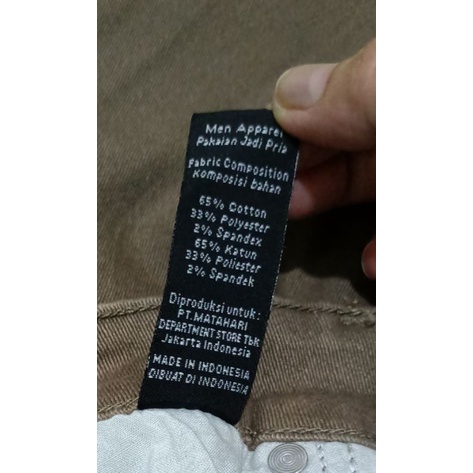 Men Apparel
Pakaian Jadi Pria
Fabric Composition
Komposisi bahan
65% Cotton
33% Polyester
2% Spandex
65% Katun
33% Poliester
2% Spandek
Diproduksi untuk:
PT.MATAHARI
DEPARTMENT STORE Tbk
Jakarta Indonesia
MADE IN INDONESIA
DIBUAT DI INDONESIA